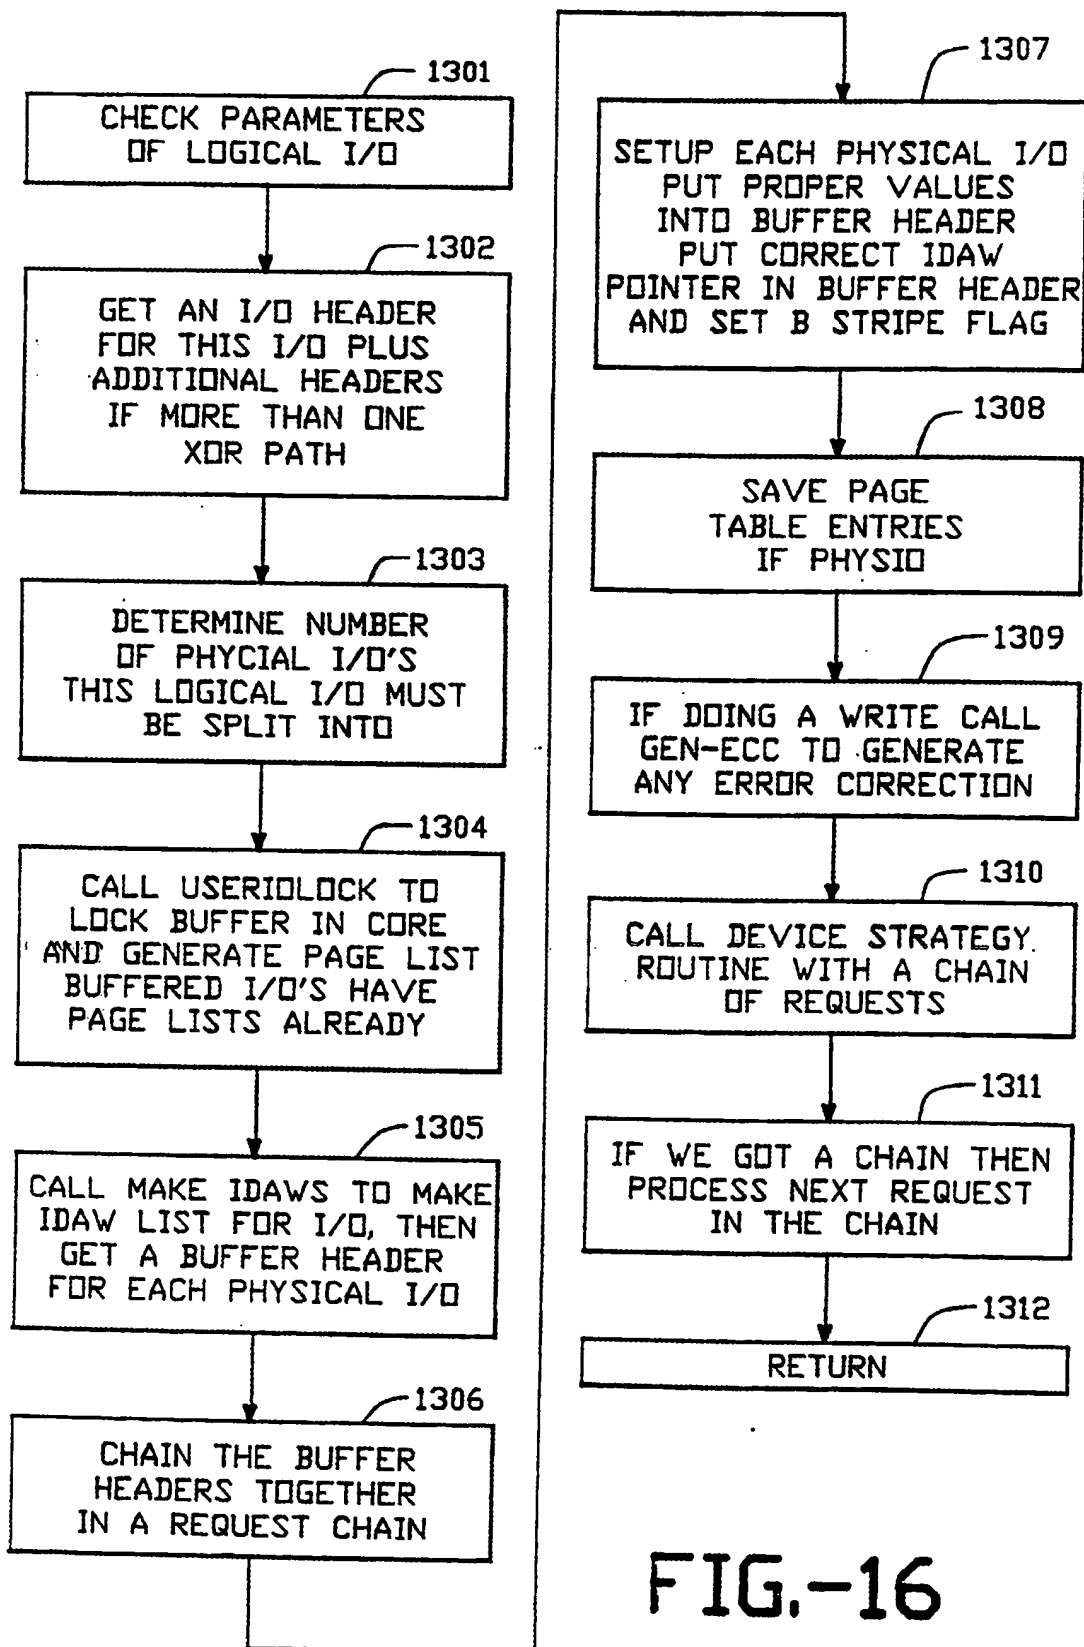 1301
CHECK PARAMETERS
OF LOGICAL I/O
1302
GET AN I/O HEADER
FOR THIS I/O PLUS
ADDITIONAL HEADERS
IF MORE THAN ONE
XOR PATH
1303
DETERMINE NUMBER
OF PHYCIAL I/O'S
THIS LOGICAL I/O MUST
BE SPLIT INTO
1304
CALL USERIOLOCK TO
LOCK BUFFER IN CORE
AND GENERATE PAGE LIST
BUFFERED I/O'S HAVE
PAGE LISTS ALREADY
1305
CALL MAKE IDAWS TO MAKE
IDAW LIST FOR I/O, THEN
GET A BUFFER HEADER
FOR EACH PHYSICAL I/O
1306
CHAIN THE BUFFER
HEADERS TOGETHER
IN A REQUEST CHAIN
1307
SETUP EACH PHYSICAL I/O
PUT PROPER VALUES
INTO BUFFER HEADER
PUT CORRECT IDAW
POINTER IN BUFFER HEADER
AND SET B STRIPE FLAG
1308
SAVE PAGE
TABLE ENTRIES
IF PHYSIO
1309
IF DOING A WRITE CALL
GEN-ECC TO GENERATE
ANY ERROR CORRECTION
1310
CALL DEVICE STRATEGY
ROUTINE WITH A CHAIN
OF REQUESTS
1311
IF WE GOT A CHAIN THEN
PROCESS NEXT REQUEST
IN THE CHAIN
1312
RETURN
FIG.-16